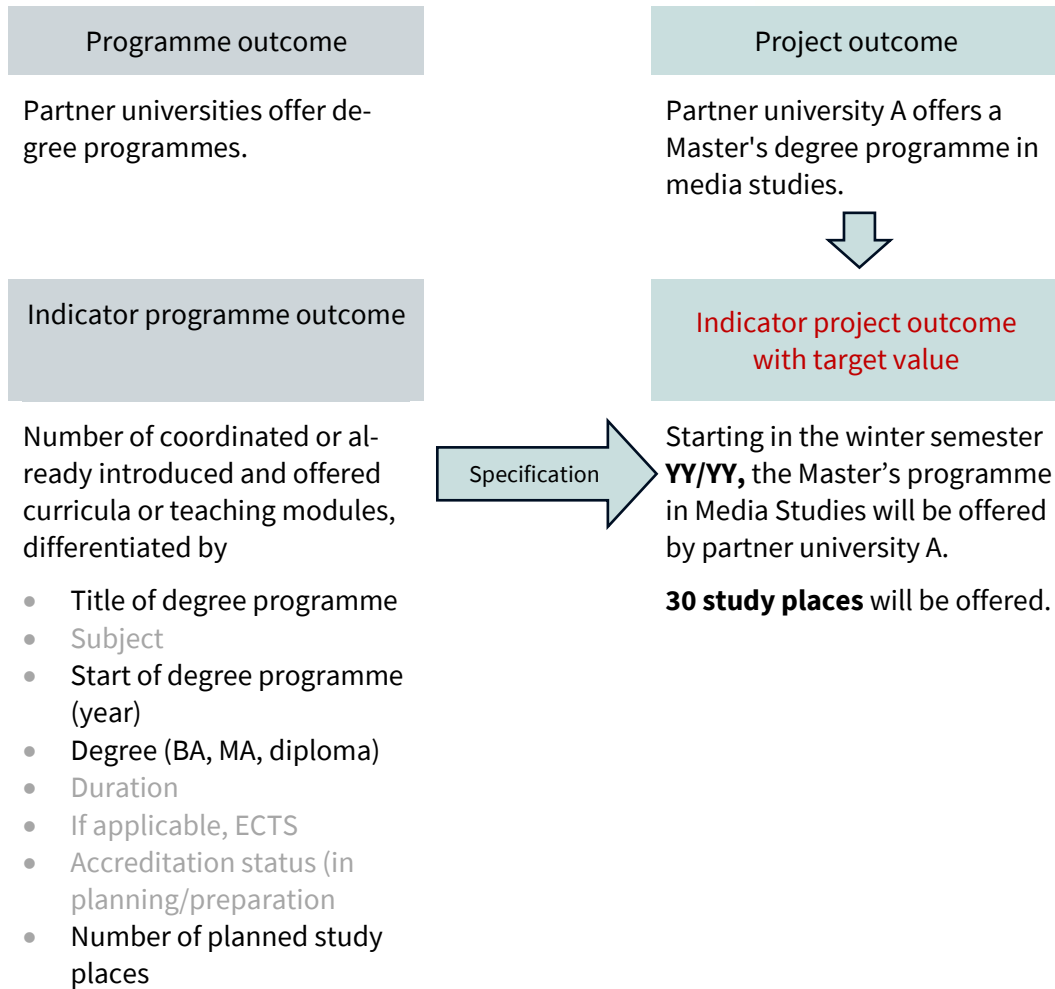 Programme outcome
Partner universities offer de-
gree programmes.
Project outcome
Partner university A offers a
Master's degree programme in
media studies.
Indicator programme outcome
Number of coordinated or al-
ready introduced and offered
curricula or teaching modules,
differentiated by
• Title of degree programme
• Subject
• Start of degree programme
(year)
• Degree (BA, MA, diploma)
• Duration
• If applicable, ECTS
• Accreditation status (in
planning/preparation
• Number of planned study
places
Specification
Indicator project outcome
with target value
Starting in the winter semester
YY/YY, the Master’s programme
in Media Studies will be offered
by partner university A.
30 study places will be offered.